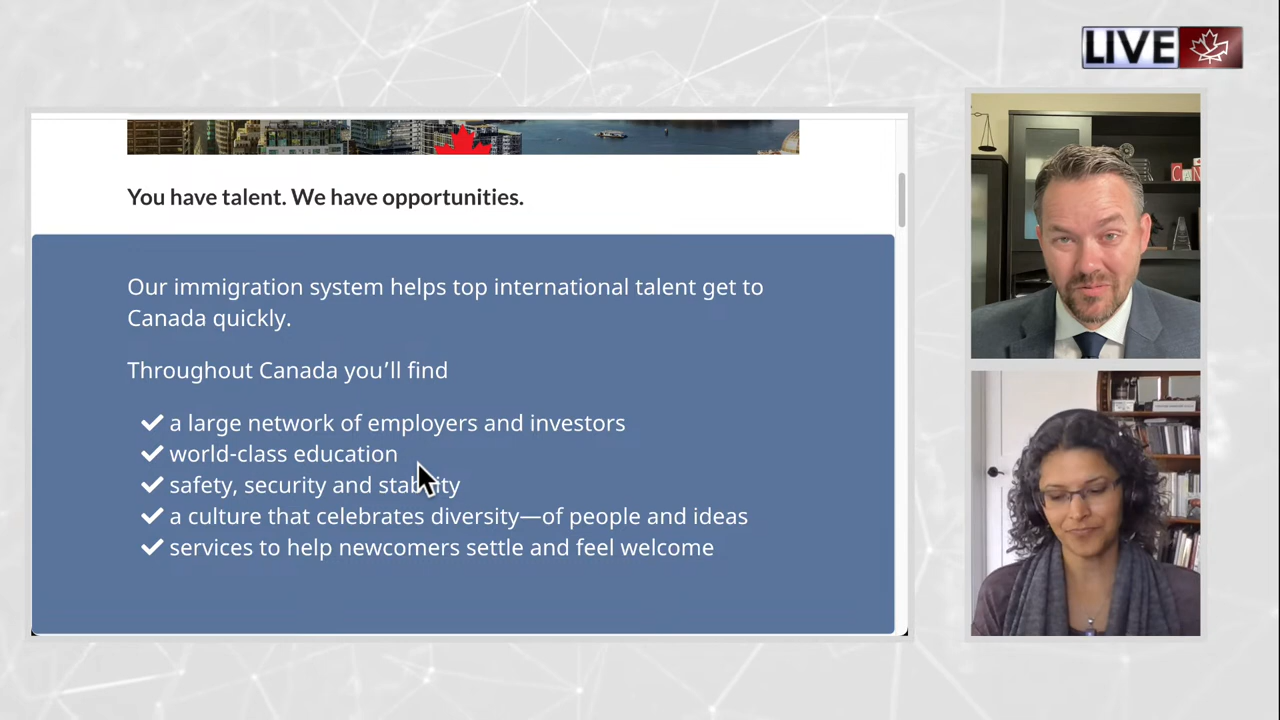 LIVE
You have talent. We have opportunities.
Our immigration system helps top international talent get to
Canada quickly.
Throughout Canada you’ll find
a large network of employers and investors
world-class education
safety, security and stability
a culture that celebrates diversity—of people and ideas
services to help newcomers settle and feel welcome